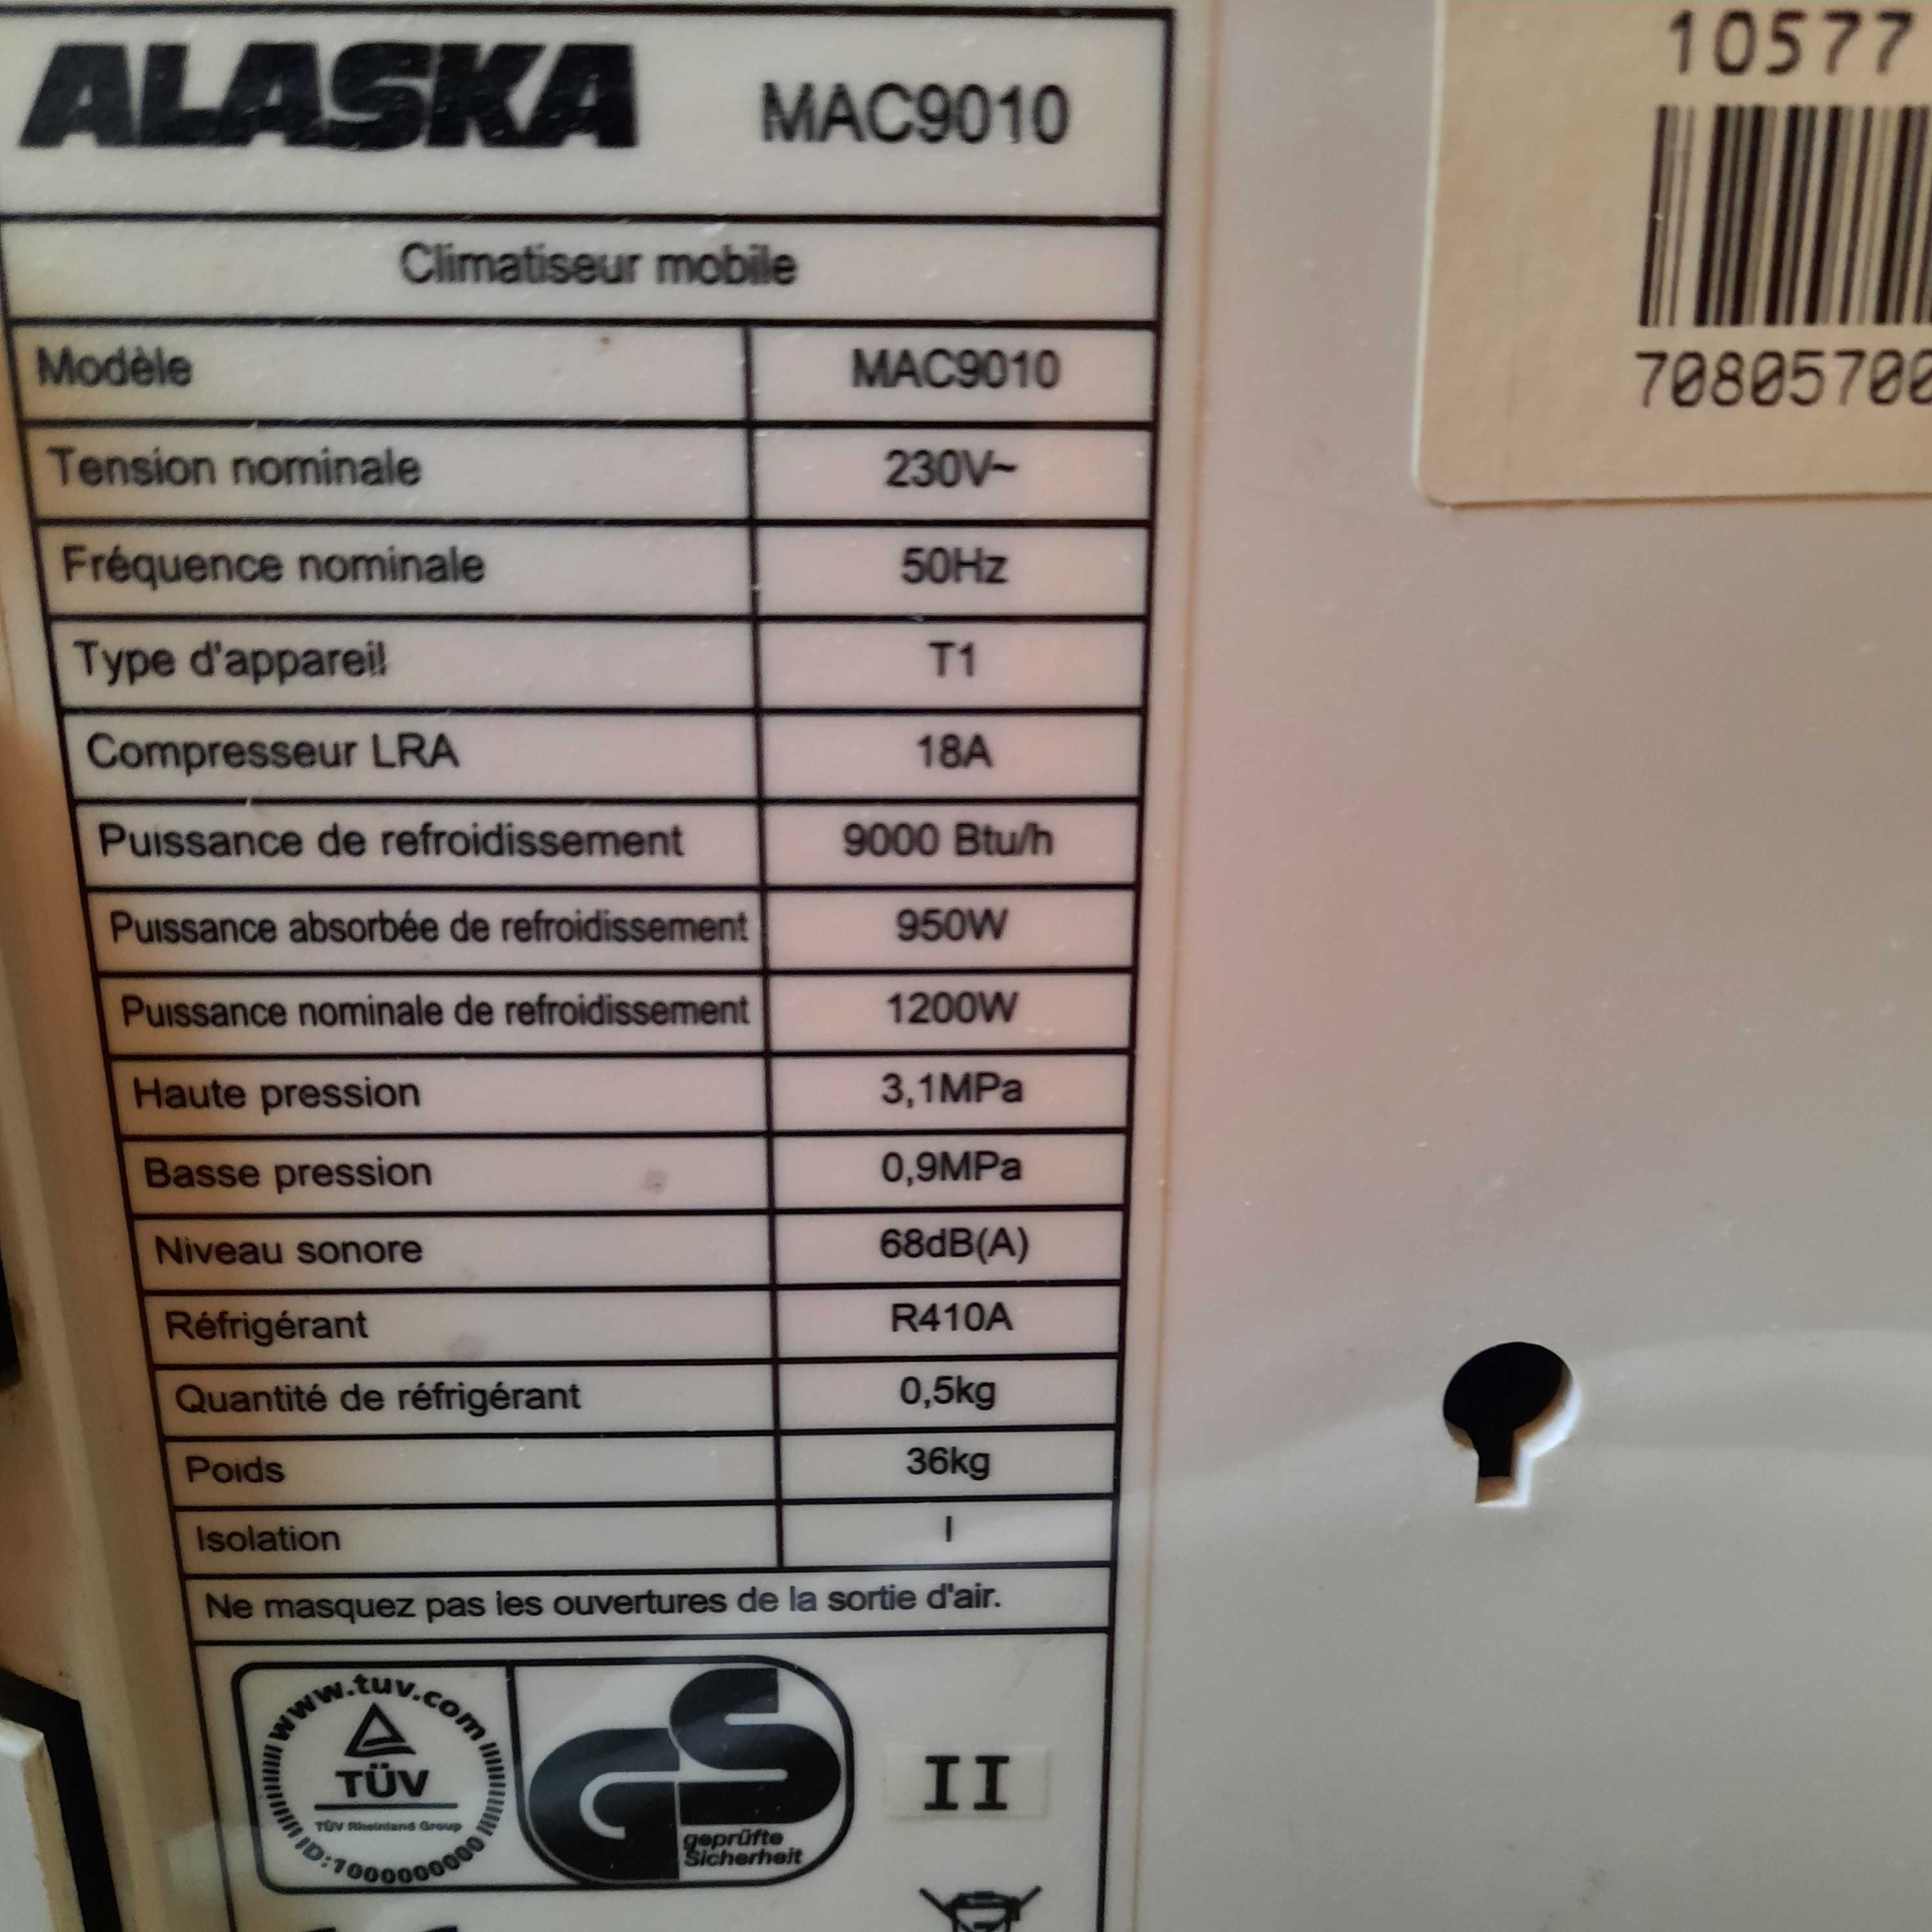 ALASKA MAC9010
Climatiseur mobile
Modèle MAC9010
Tension nominale 230V~
Fréquence nominale 50Hz
Type d'appareil T1
Compresseur LRA 18A
Puissance de refroidissement 9000 Btu/h
Puissance absorbée de refroidissement 950W
Puissance nominale de refroidissement 1200W
Haute pression 3,1MPa
Basse pression 0,9MPa
Niveau sonore 68dB(A)
Réfrigérant R410A
Quantité de réfrigérant 0,5kg
Poids 36kg
Isolation I
Ne masquez pas les ouvertures de la sortie d'air.
www.tuv.com
TÜV
TÜV Rheinland Group
ID:1000000000
GS
geprüfte
Sicherheit
II
10577
70805700